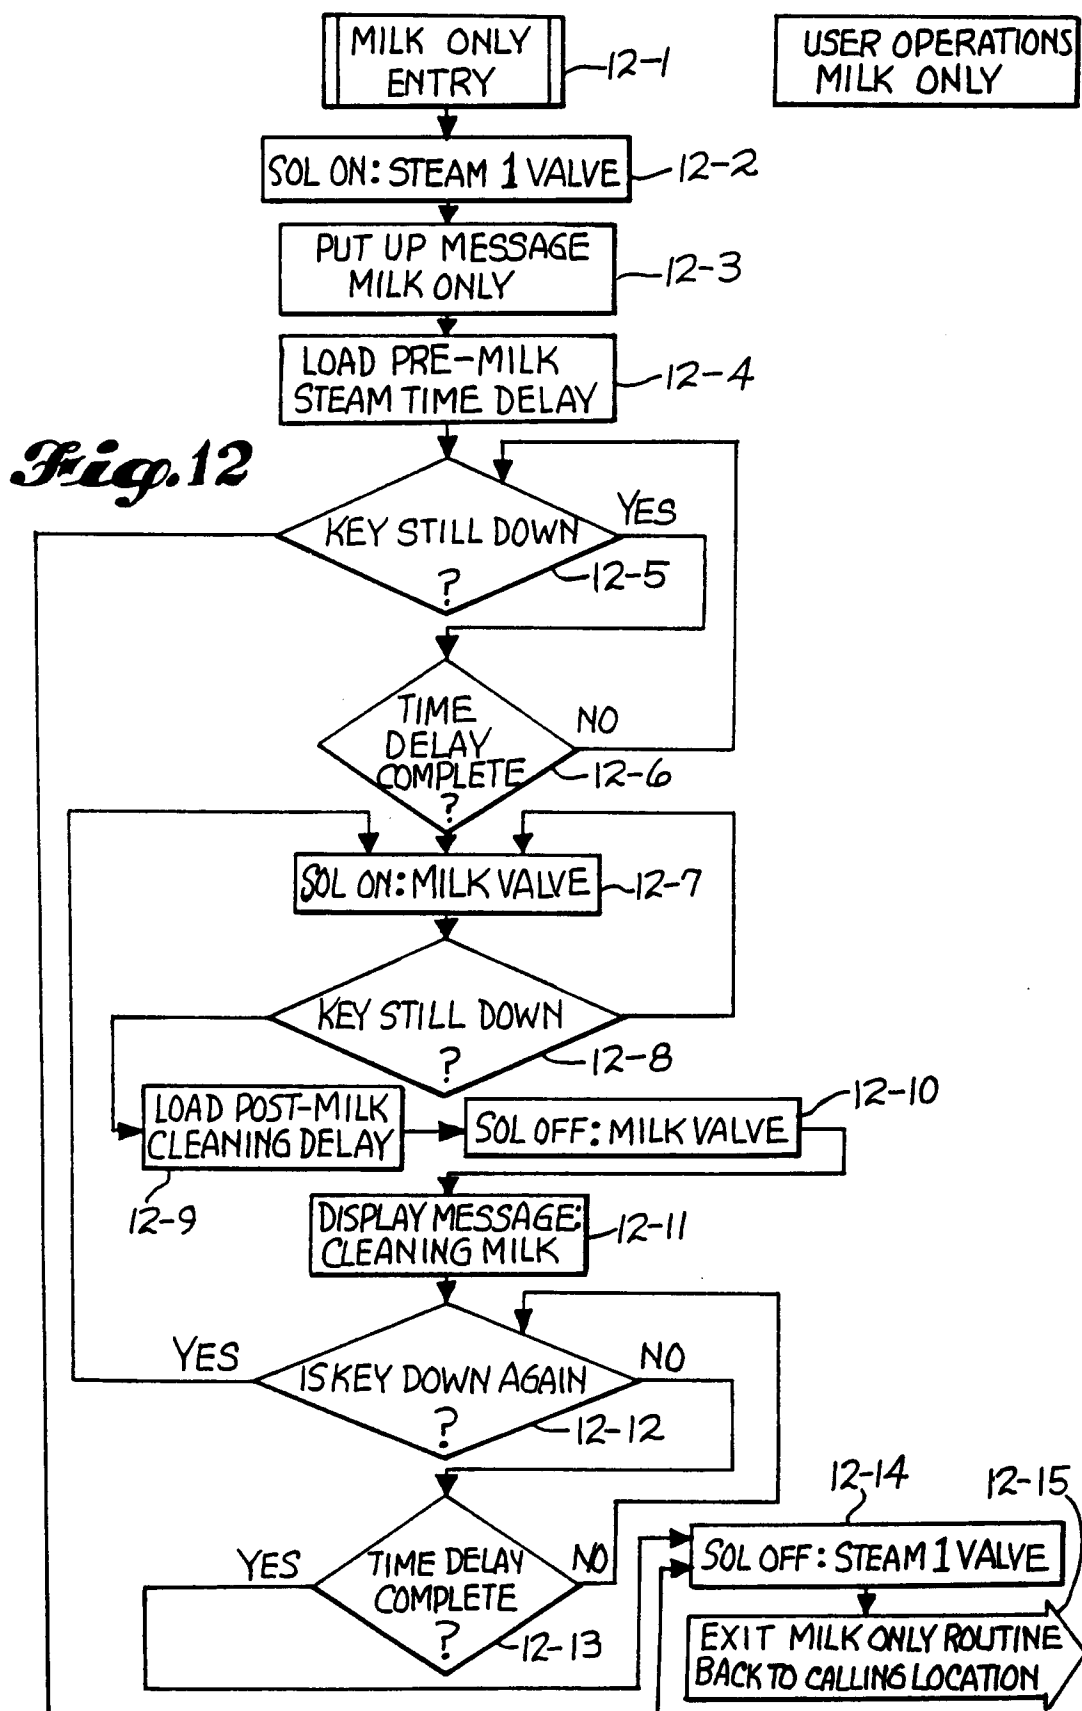 MILK ONLY
ENTRY
12-1
USER OPERATIONS
MILK ONLY
SOL ON: STEAM 1 VALVE
12-2
PUT UP MESSAGE
MILK ONLY
12-3
LOAD PRE-MILK
STEAM TIME DELAY
12-4
Fig. 12
KEY STILL DOWN
?
YES
12-5
TIME
DELAY
COMPLETE
?
NO
12-6
SOL ON: MILK VALVE
12-7
KEY STILL DOWN
?
12-8
LOAD POST-MILK
CLEANING DELAY
12-9
SOL OFF: MILK VALVE
12-10
DISPLAY MESSAGE:
CLEANING MILK
12-11
YES
IS KEY DOWN AGAIN
?
NO
12-12
YES
TIME DELAY
COMPLETE
?
NO
12-13
12-14
SOL OFF: STEAM 1 VALVE
12-15
EXIT MILK ONLY ROUTINE
BACK TO CALLING LOCATION